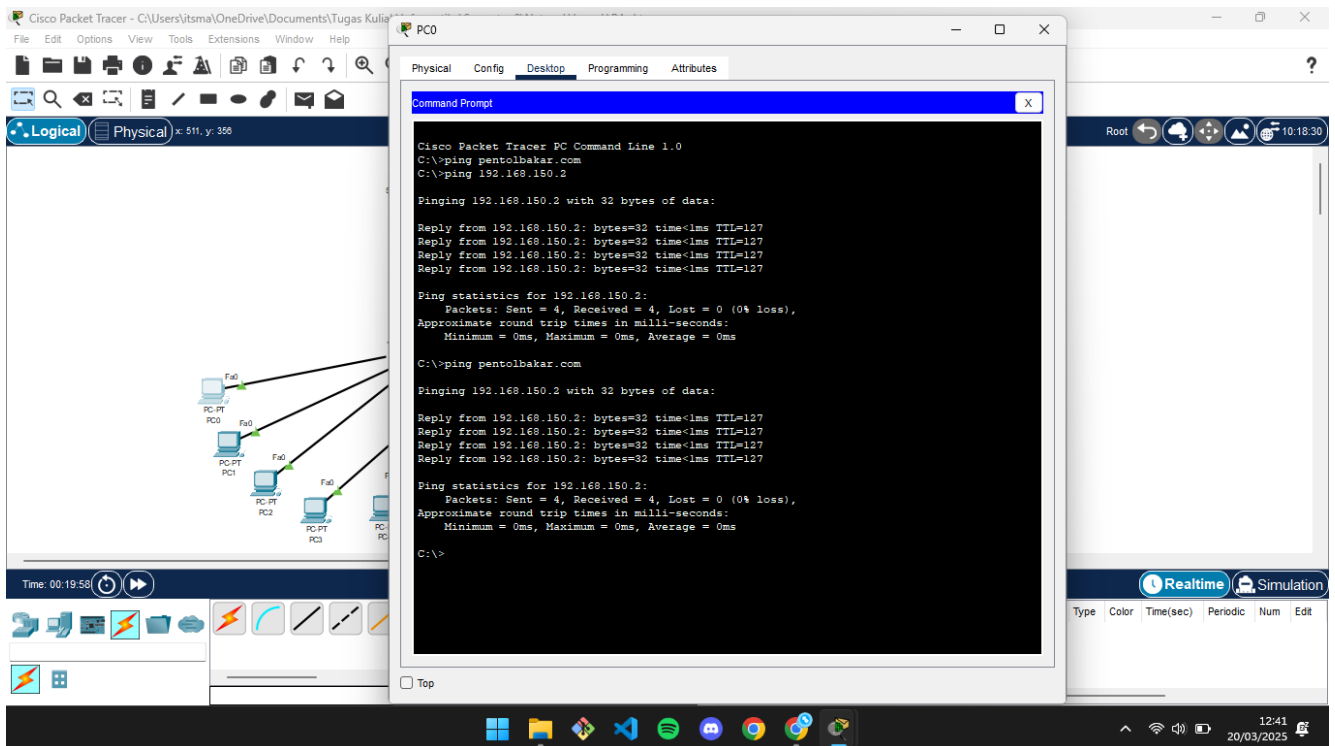 Cisco Packet Tracer - C:\Users\itsma\OneDrive\Documents\Tugas Kulia
File Edit Options View Tools Extensions Window Help
?
Logical
Physical
x: 511, y: 356
Root
10:18:30
PC0
Physical Config Desktop Programming Attributes
Command Prompt
X
Cisco Packet Tracer PC Command Line 1.0
C:\>ping pentolbakar.com
C:\>ping 192.168.150.2
Pinging 192.168.150.2 with 32 bytes of data:
Reply from 192.168.150.2: bytes=32 time<1ms TTL=127
Reply from 192.168.150.2: bytes=32 time<1ms TTL=127
Reply from 192.168.150.2: bytes=32 time<1ms TTL=127
Reply from 192.168.150.2: bytes=32 time<1ms TTL=127
Ping statistics for 192.168.150.2:
Packets: Sent = 4, Received = 4, Lost = 0 (0% loss),
Approximate round trip times in milli-seconds:
Minimum = 0ms, Maximum = 0ms, Average = 0ms
C:\>ping pentolbakar.com
Pinging 192.168.150.2 with 32 bytes of data:
Reply from 192.168.150.2: bytes=32 time<1ms TTL=127
Reply from 192.168.150.2: bytes=32 time<1ms TTL=127
Reply from 192.168.150.2: bytes=32 time<1ms TTL=127
Reply from 192.168.150.2: bytes=32 time<1ms TTL=127
Ping statistics for 192.168.150.2:
Packets: Sent = 4, Received = 4, Lost = 0 (0% loss),
Approximate round trip times in milli-seconds:
Minimum = 0ms, Maximum = 0ms, Average = 0ms
C:\>
Top
Fa0
PC-PT
PC0
Fa0
PC-PT
PC1
Fa0
PC-PT
PC2
Fa0
PC-PT
PC3
PC-
PC
Time: 00:19:58
Realtime
Simulation
Type Color Time(sec) Periodic Num Edit
12:41
20/03/2025